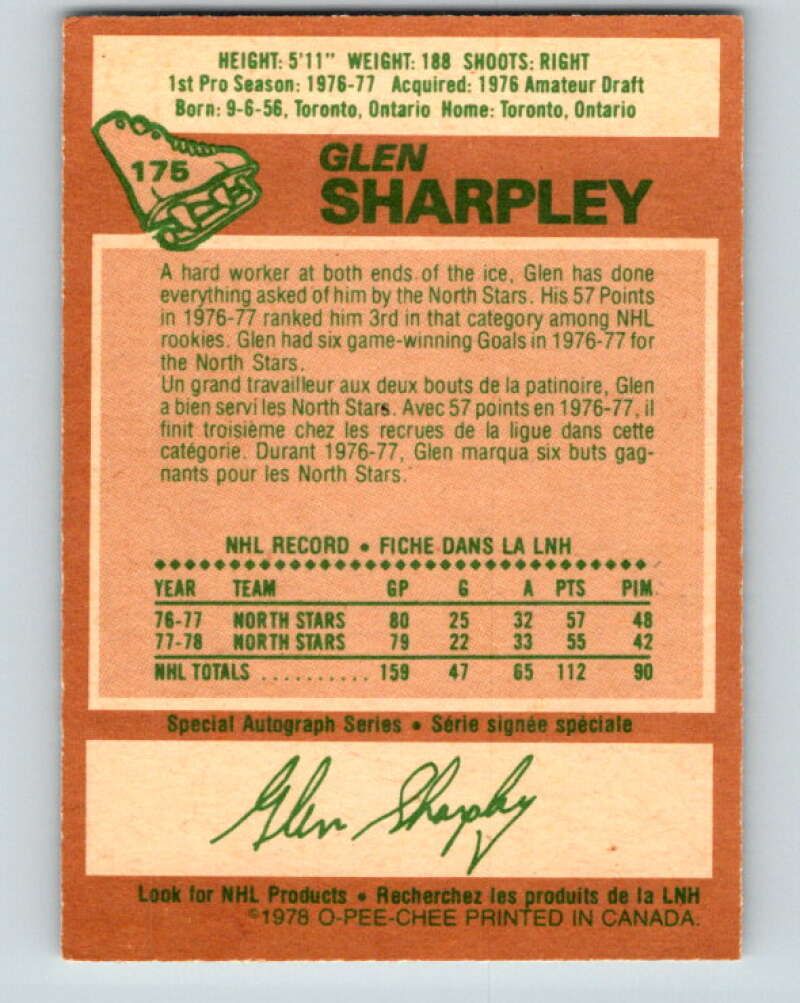 HEIGHT: 5'11" WEIGHT: 188 SHOOTS: RIGHT
1st Pro Season: 1976-77 Acquired: 1976 Amateur Draft
Born: 9-6-56, Toronto, Ontario Home: Toronto, Ontario
175
GLEN
SHARPLEY
A hard worker at both ends of the ice, Glen has done
everything asked of him by the North Stars. His 57 Points
in 1976-77 ranked him 3rd in that category among NHL
rookies. Glen had six game-winning Goals in 1976-77 for
the North Stars.
Un grand travailleur aux deux bouts de la patinoire, Glen
a bien servi les North Stars. Avec 57 points en 1976-77, il
finit troisième chez les recrues de la ligue dans cette
catégorie. Durant 1976-77, Glen marqua six buts gag-
nants pour les North Stars.
NHL RECORD • FICHE DANS LA LNH
YEAR TEAM GP G A PTS PIM
76-77 NORTH STARS 80 25 32 57 48
77-78 NORTH STARS 79 22 33 55 42
NHL TOTALS .......... 159 47 65 112 90
Special Autograph Series • Série signée spéciale
Glen Sharpley
Look for NHL Products • Recherchez les produits de la LNH
©1978 O-PEE-CHEE PRINTED IN CANADA.